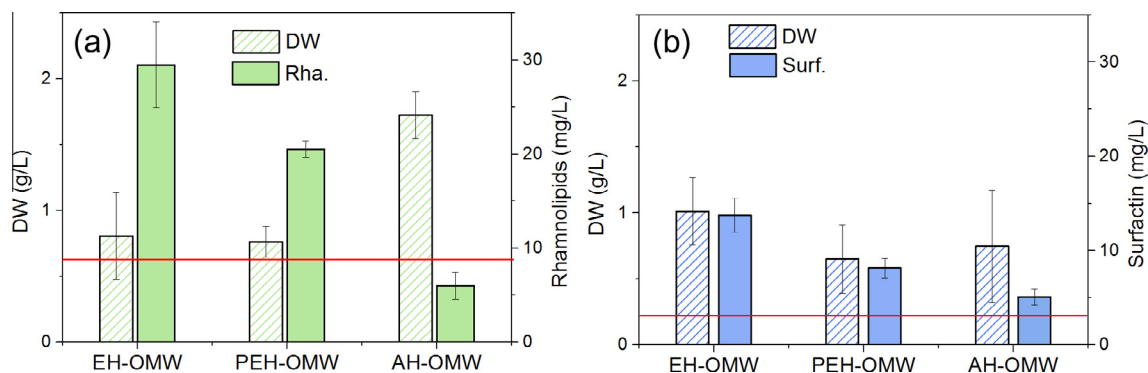 (a)
DW
Rha.
DW (g/L)
0
1
2
Rhamnolipids (mg/L)
0
10
20
30
EH-OMW PEH-OMW AH-OMW
(b)
DW
Surf.
DW (g/L)
0
1
2
Surfactin (mg/L)
0
10
20
30
EH-OMW PEH-OMW AH-OMW